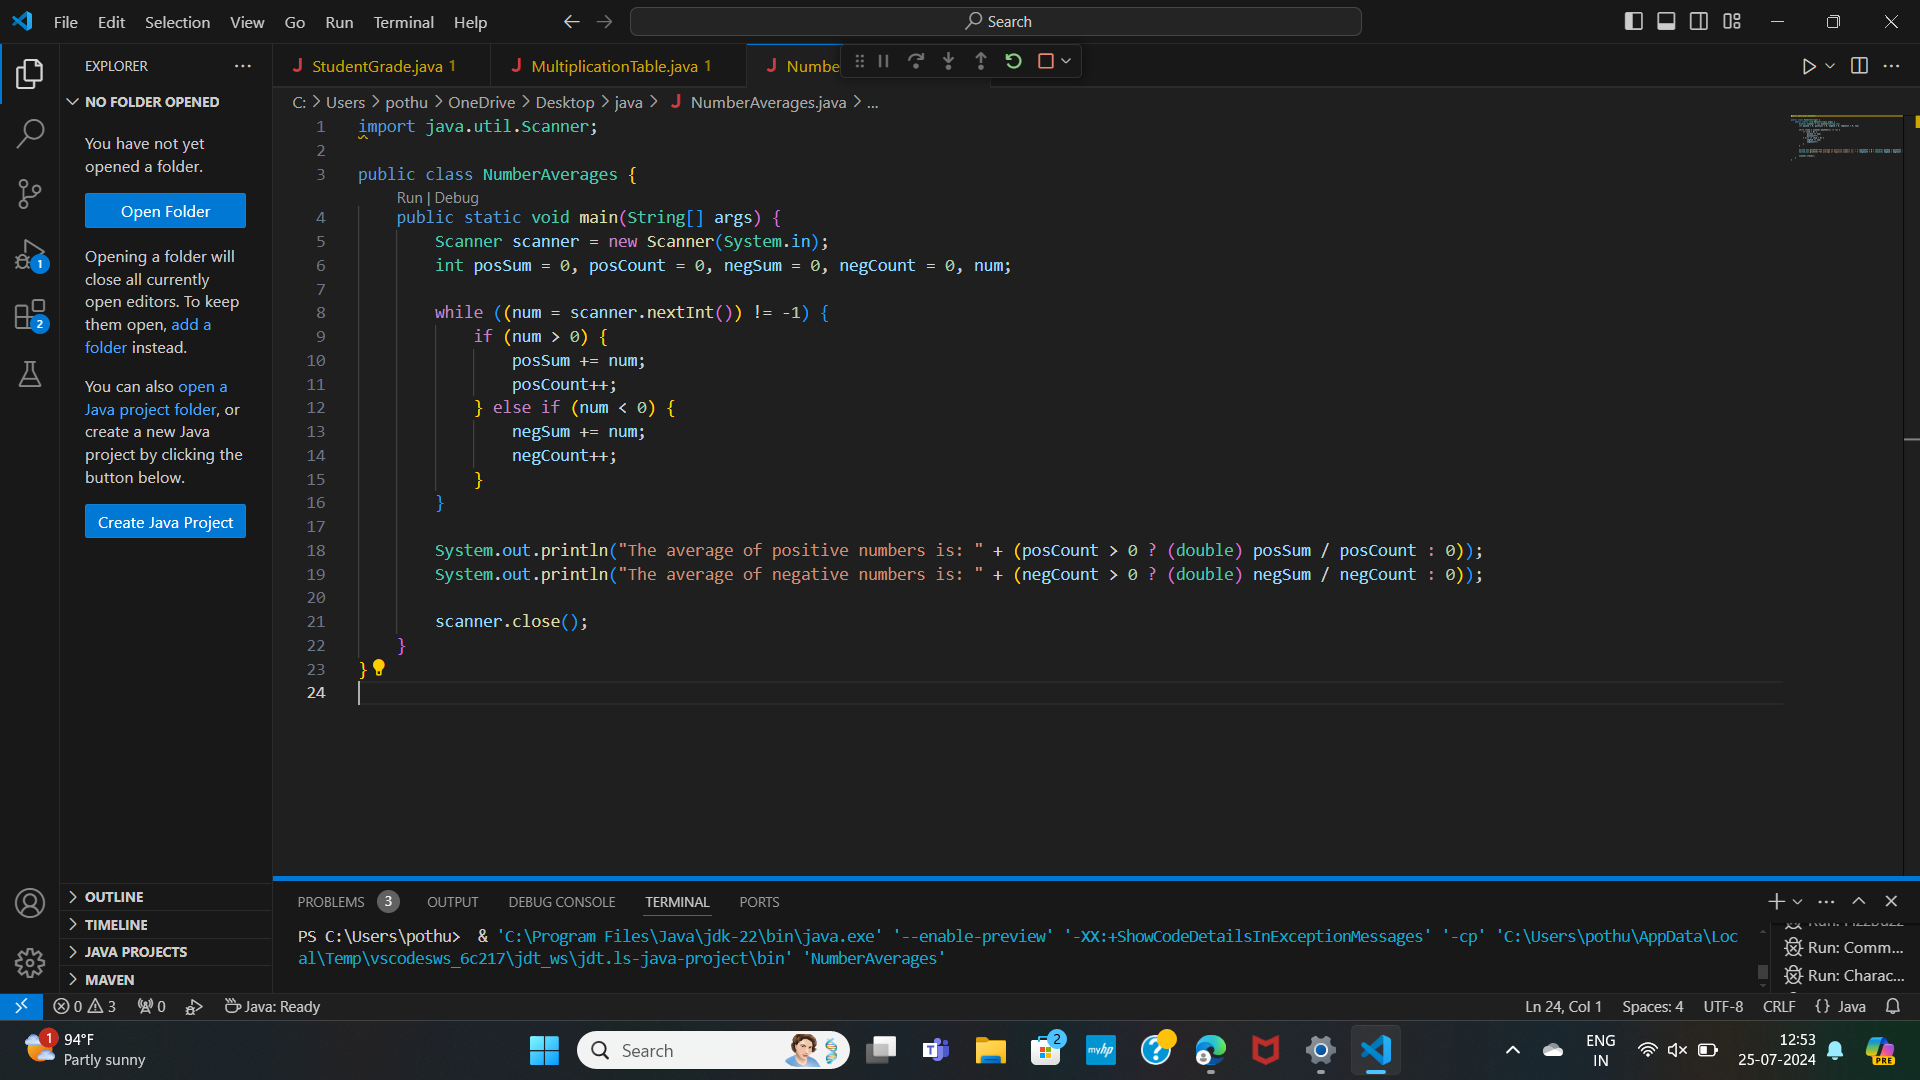 File Edit Selection View Go Run Terminal Help
Search
EXPLORER
NO FOLDER OPENED
You have not yet
opened a folder.
Open Folder
Opening a folder will
close all currently
open editors. To keep
them open, add a
folder instead.
You can also open a
Java project folder, or
create a new Java
project by clicking the
button below.
Create Java Project
OUTLINE
TIMELINE
JAVA PROJECTS
MAVEN
1
2
StudentGrade.java 1
MultiplicationTable.java 1
Numbe
C: > Users > pothu > OneDrive > Desktop > java > NumberAverages.java > ...
1 import java.util.Scanner;
2
3 public class NumberAverages {
Run | Debug
4 public static void main(String[] args) {
5 Scanner scanner = new Scanner(System.in);
6 int posSum = 0, posCount = 0, negSum = 0, negCount = 0, num;
7
8 while ((num = scanner.nextInt()) != -1) {
9 if (num > 0) {
10 posSum += num;
11 posCount++;
12 } else if (num < 0) {
13 negSum += num;
14 negCount++;
15 }
16 }
17
18 System.out.println("The average of positive numbers is: " + (posCount > 0 ? (double) posSum / posCount : 0));
19 System.out.println("The average of negative numbers is: " + (negCount > 0 ? (double) negSum / negCount : 0));
20
21 scanner.close();
22 }
23 }
24
PROBLEMS 3 OUTPUT DEBUG CONSOLE TERMINAL PORTS
PS C:\Users\pothu> & 'C:\Program Files\Java\jdk-22\bin\java.exe' '--enable-preview' '-XX:+ShowCodeDetailsInExceptionMessages' '-cp' 'C:\Users\pothu\AppData\Loc
al\Temp\vscodesws_6c217\jdt_ws\jdt.ls-java-project\bin' 'NumberAverages'
Run: FizzBuzz
Run: Comm...
Run: Charac...
0 3 0 Java: Ready
Ln 24, Col 1 Spaces: 4 UTF-8 CRLF {} Java
1
94°F
Partly sunny
Search
2
myhp
ENG
IN
12:53
25-07-2024
PRE